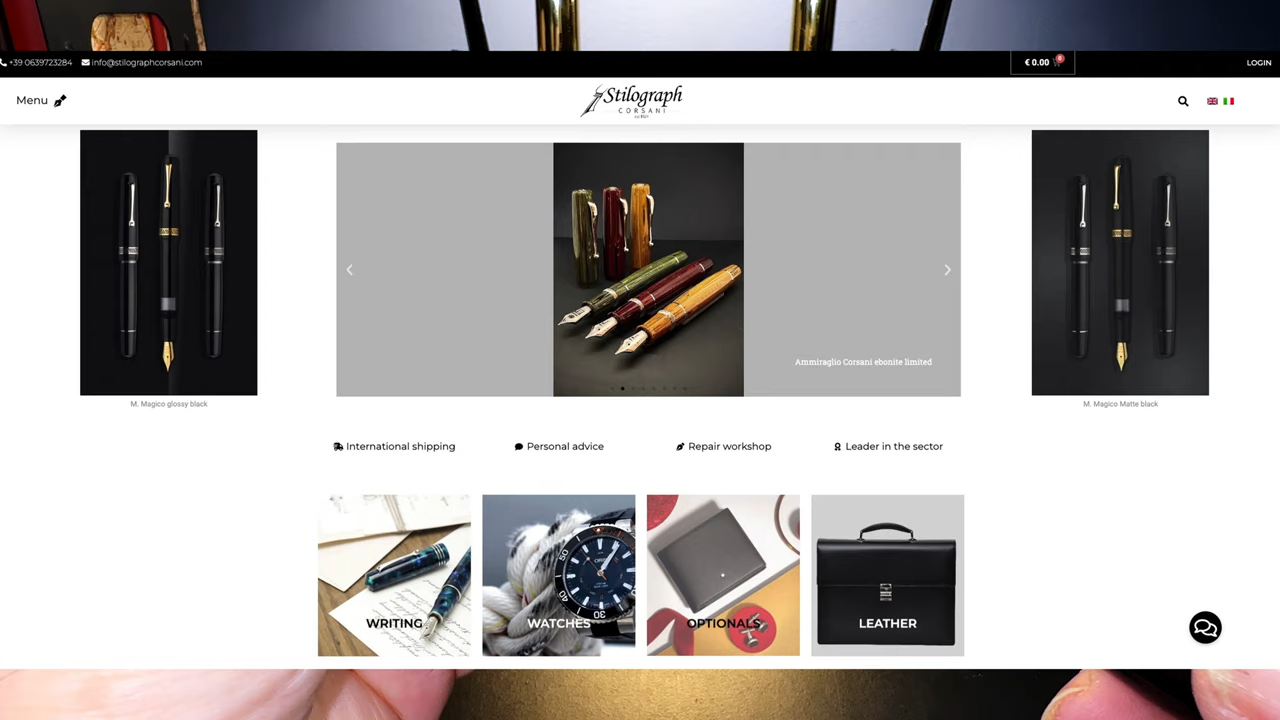 +39 0639723284 info@stilographcorsani.com € 0.00 0 LOGIN
Menu
Stilograph
CORSANI
Ammiraglio Corsani ebonite limited
M. Magico glossy black
M. Magico Matte black
International shipping Personal advice Repair workshop Leader in the sector
WRITING WATCHES OPTIONALS LEATHER